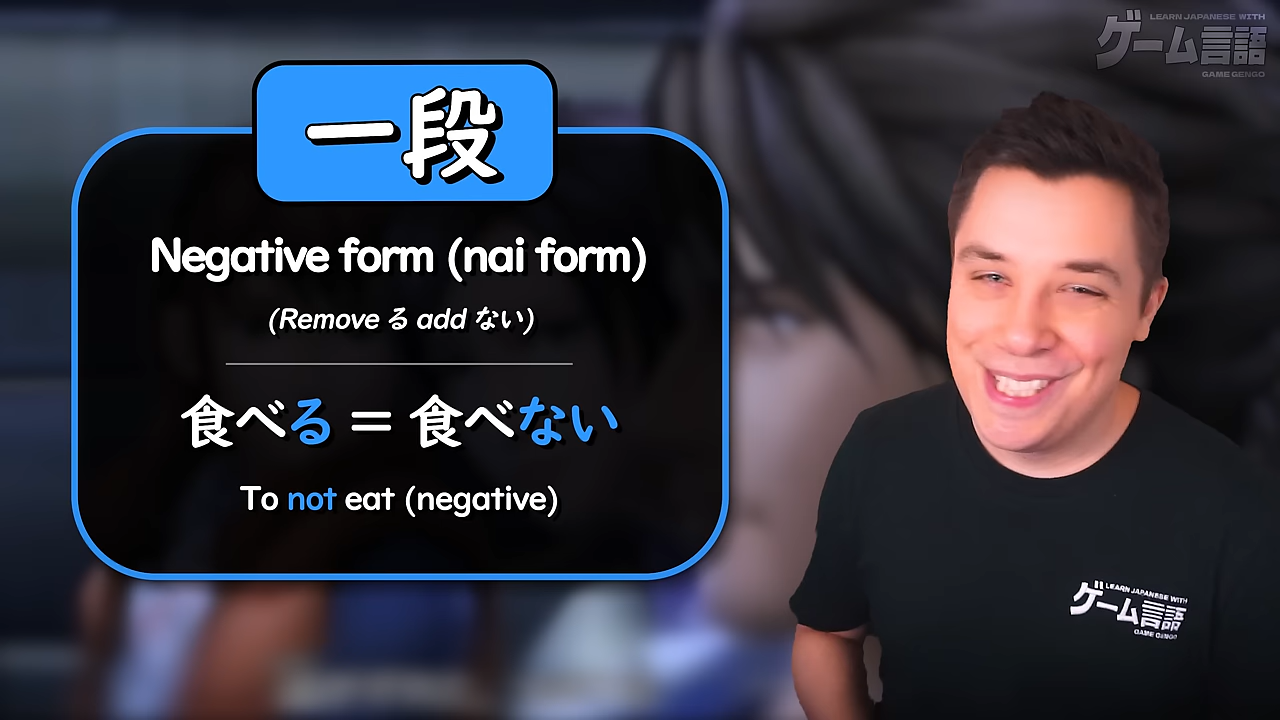 一段
Negative form (nai form)
(Remove る add ない)
食べる = 食べない
To not eat (negative)
LEARN JAPANESE WITH
ゲーム言語
GAME GENGO
LEARN JAPANESE WITH
ゲーム言語
GAME GENGO